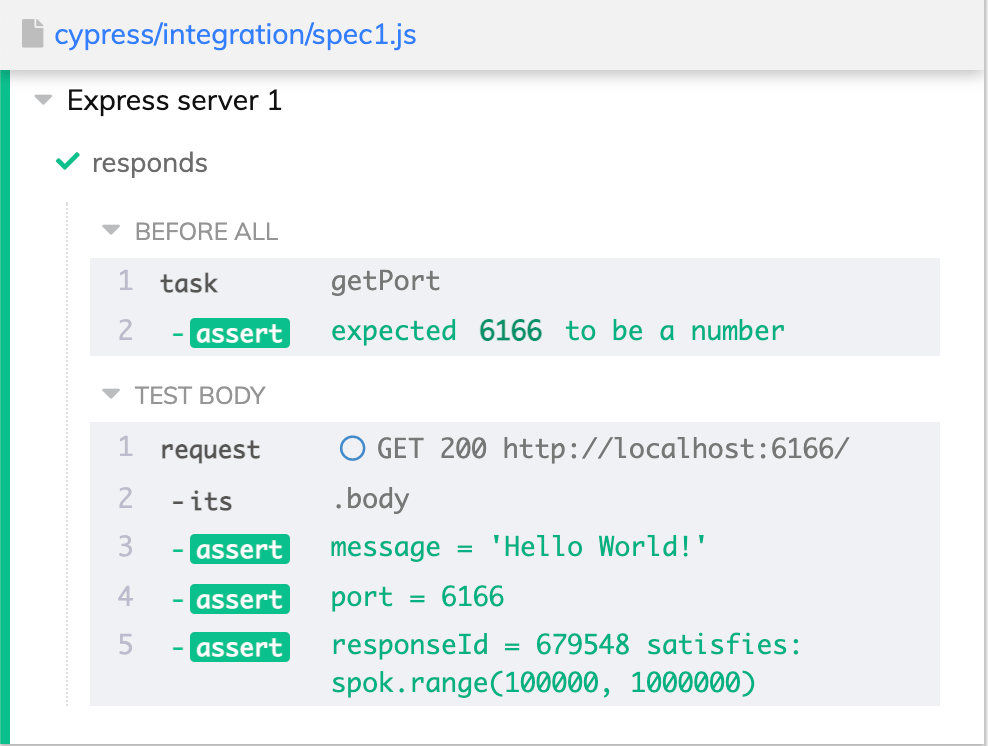 cypress/integration/spec1.js
Express server 1
responds
BEFORE ALL
1 task getPort
2 -assert expected 6166 to be a number
TEST BODY
1 request GET 200 http://localhost:6166/
2 -its .body
3 -assert message = 'Hello World!'
4 -assert port = 6166
5 -assert responseId = 679548 satisfies:
spok.range(100000, 1000000)